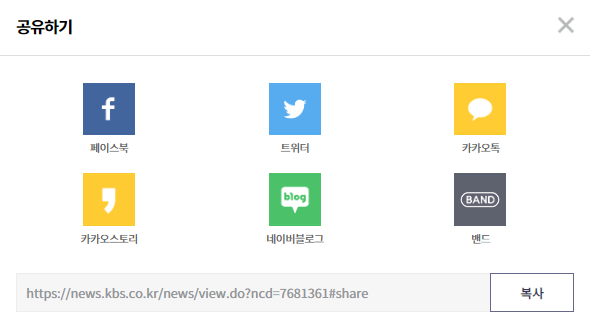 공유하기
f
페이스북
트위터
카카오톡
카카오스토리
blog
네이버블로그
BAND
밴드
https://news.kbs.co.kr/news/view.do?ncd=7681361#share
복사